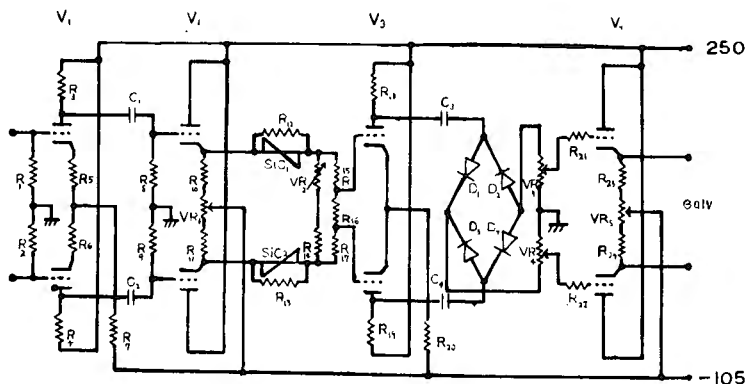 V₁ V₂ V₃ V₄
250
R₃ C₁ R₁₂ R₁₈ C₃
SiC₁ D₁ D₂ R₂₁
R₁ R₅ R₈ R₁₀ VR₂ R₁₅ R₂₃
VR₁ R₁₆ VR₅ Galv
R₂ R₆ R₉ R₁₁ SiC₂ R₁₇ D₃ D₄ VR₄ R₂₄
C₂ R₁₃ C₄ R₂₂
R₄ R₇ R₁₉ R₂₀
-105